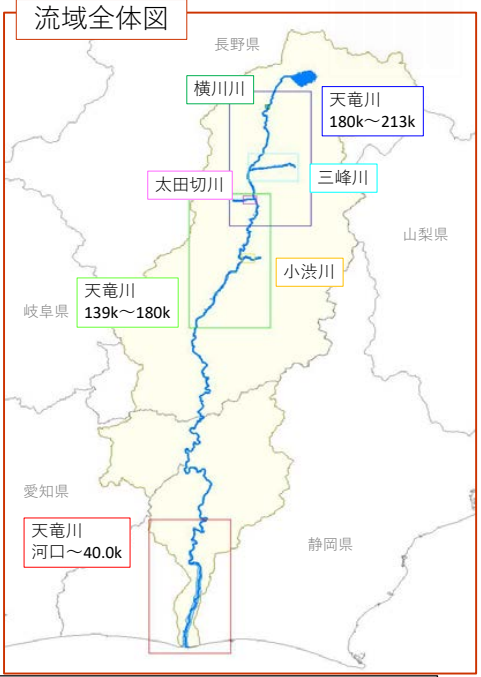 流域全体図
長野県
横川川
天竜川
180k～213k
太田切川
三峰川
山梨県
小渋川
天竜川
139k～180k
岐阜県
愛知県
天竜川
河口～40.0k
静岡県